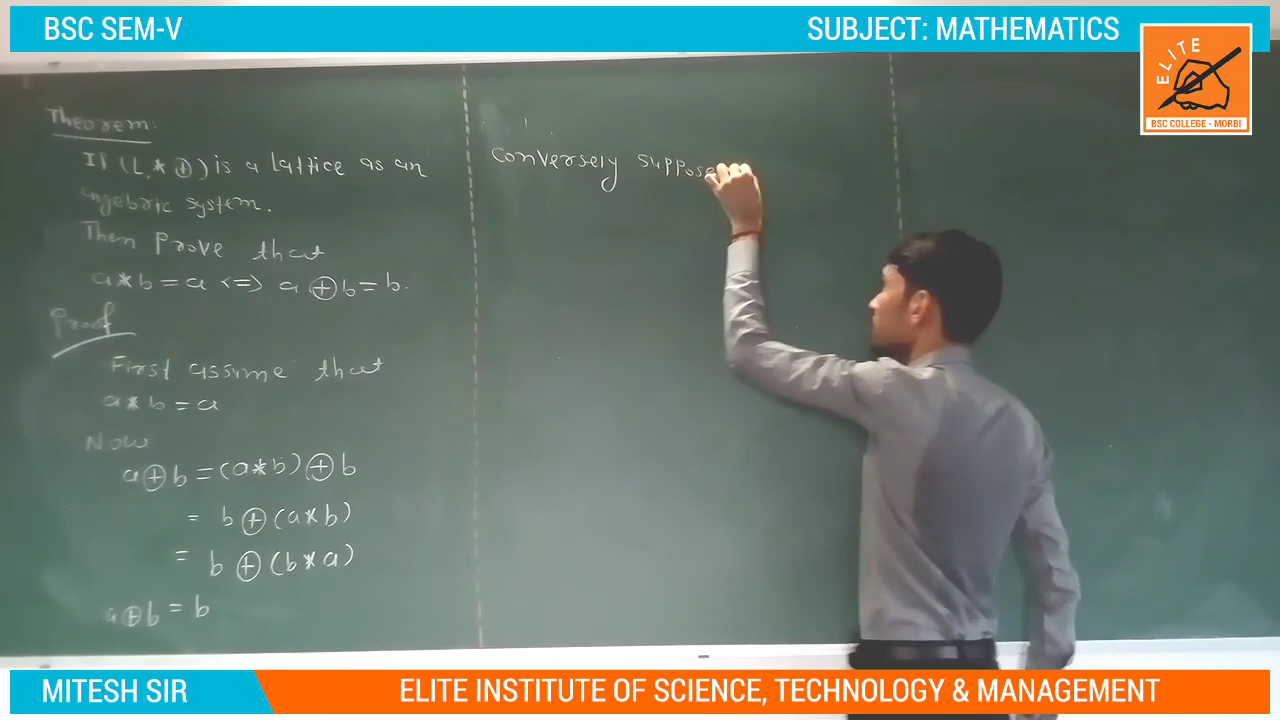 BSC SEM-V
SUBJECT: MATHEMATICS
ELITE
BSC COLLEGE - MORBI
Theorem:
If (L, * ⊕) is a lattice as an
algebric system.
Then Prove that
a * b = a <=> a ⊕ b = b.
Proof
First assume that
a * b = a
Now
a ⊕ b = (a * b) ⊕ b
= b ⊕ (a * b)
= b ⊕ (b * a)
a ⊕ b = b
Conversely suppose
MITESH SIR
ELITE INSTITUTE OF SCIENCE, TECHNOLOGY & MANAGEMENT